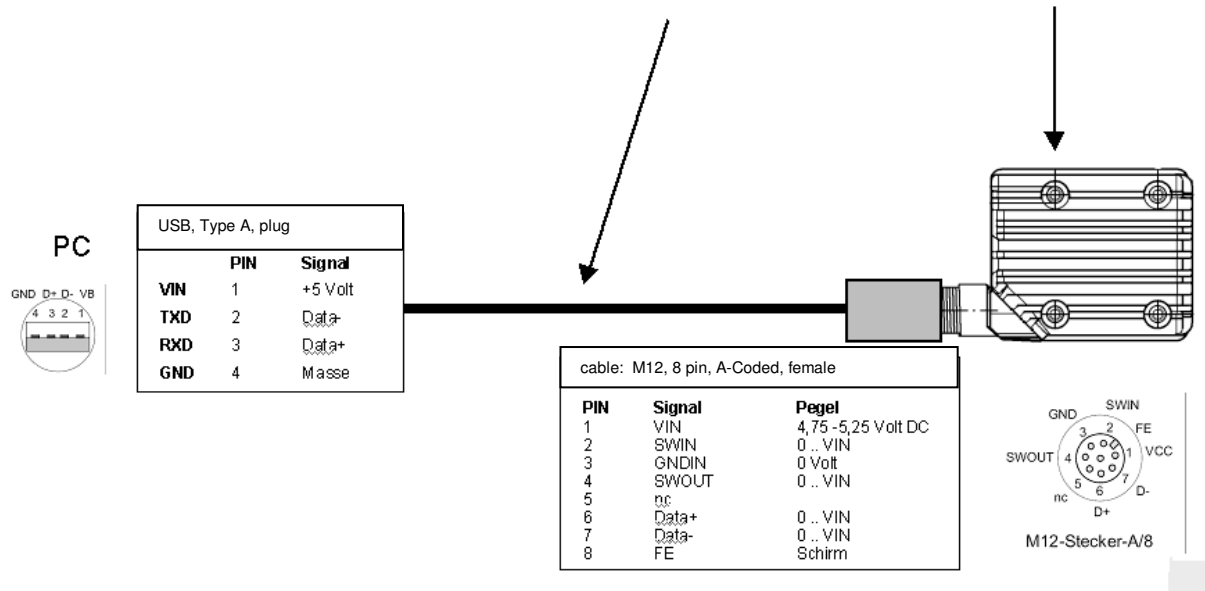 PC
GND D+ D- VB
4 3 2 1
USB, Type A, plug
PIN Signal
VIN 1 +5 Volt
TXD 2 Data-
RXD 3 Data+
GND 4 Masse
cable: M12, 8 pin, A-Coded, female
PIN Signal Pegel
1 VIN 4,75 -5,25 Volt DC
2 SWIN 0 .. VIN
3 GNDIN 0 Volt
4 SWOUT 0 .. VIN
5 nc
6 Data+ 0 .. VIN
7 Data- 0 .. VIN
8 FE Schirm
SWIN
GND
FE
3 2
SWOUT 4 1 VCC
5 6 7
nc D-
D+
M12-Stecker-A/8